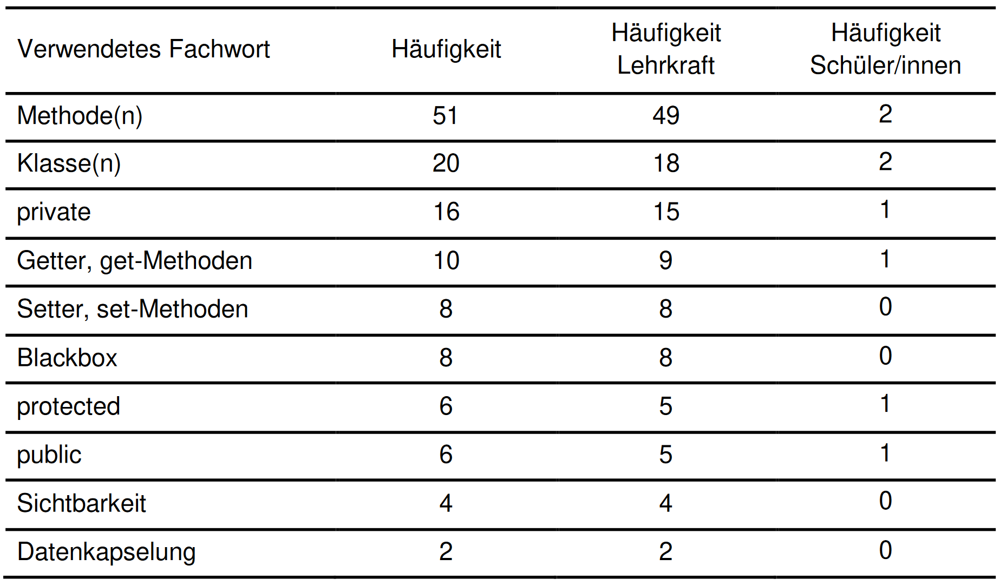 Verwendetes Fachwort Häufigkeit Häufigkeit Lehrkraft Häufigkeit Schüler/innen
Methode(n) 51 49 2
Klasse(n) 20 18 2
private 16 15 1
Getter, get-Methoden 10 9 1
Setter, set-Methoden 8 8 0
Blackbox 8 8 0
protected 6 5 1
public 6 5 1
Sichtbarkeit 4 4 0
Datenkapselung 2 2 0